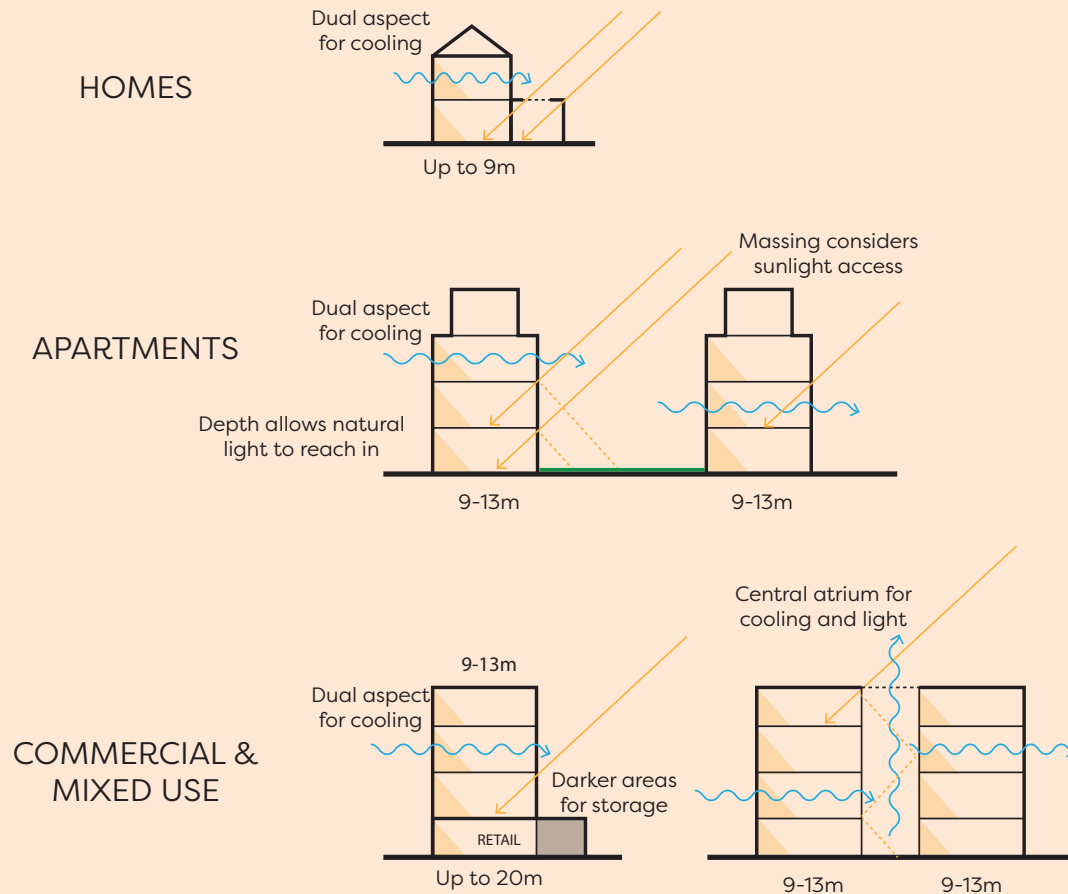 HOMES
Dual aspect
for cooling
Up to 9m
APARTMENTS
Dual aspect
for cooling
Massing considers
sunlight access
Depth allows natural
light to reach in
9-13m
9-13m
COMMERCIAL &
MIXED USE
9-13m
Dual aspect
for cooling
Darker areas
for storage
RETAIL
Up to 20m
Central atrium for
cooling and light
9-13m
9-13m